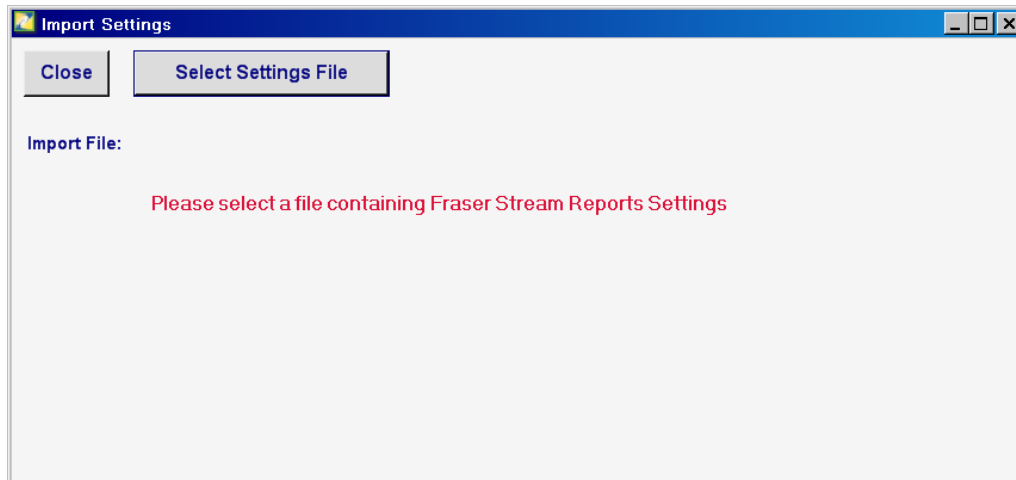 Import Settings
Close
Select Settings File
Import File:
Please select a file containing Fraser Stream Reports Settings